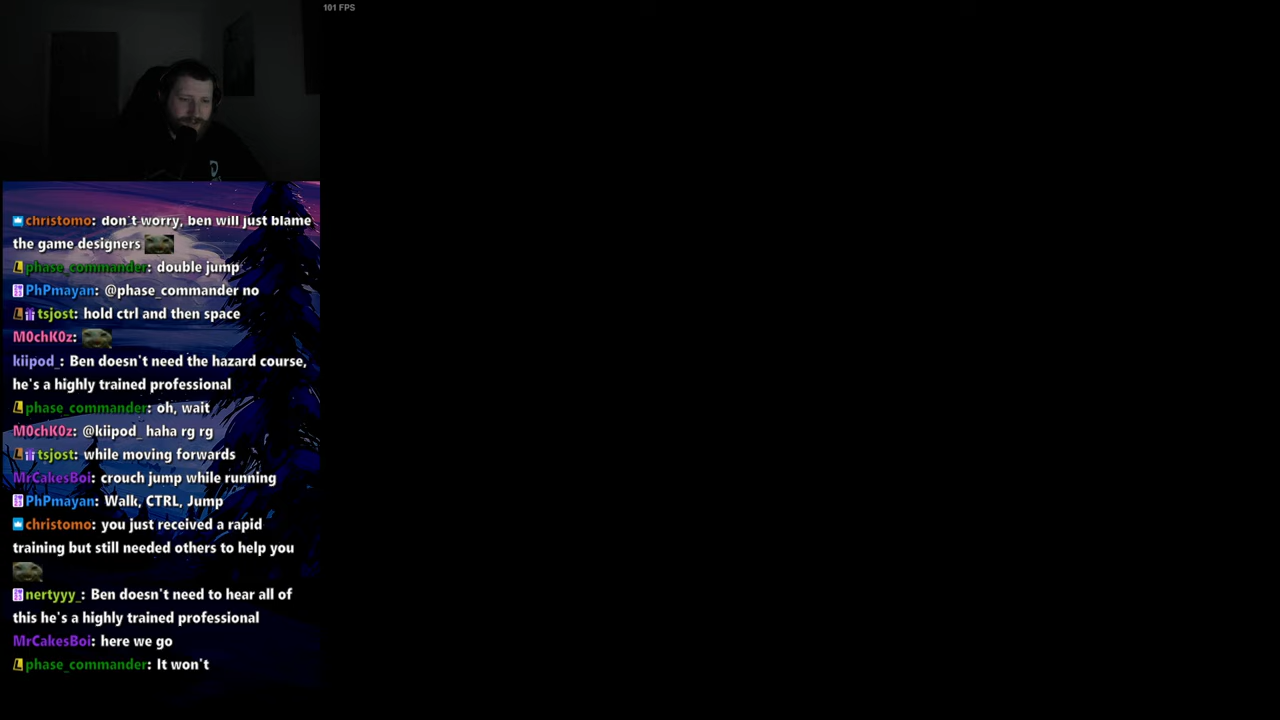 101 FPS
christomo: don't worry, ben will just blame
the game designers
phase_commander: double jump
PhPmayan: @phase_commander no
tsjost: hold ctrl and then space
M0chK0z:
kiipod_: Ben doesn't need the hazard course,
he's a highly trained professional
phase_commander: oh, wait
M0chK0z: @kiipod_ haha rg rg
tsjost: while moving forwards
MrCakesBoi: crouch jump while running
PhPmayan: Walk, CTRL, Jump
christomo: you just received a rapid
training but still needed others to help you
nertyyy_: Ben doesn't need to hear all of
this he's a highly trained professional
MrCakesBoi: here we go
phase_commander: It won't